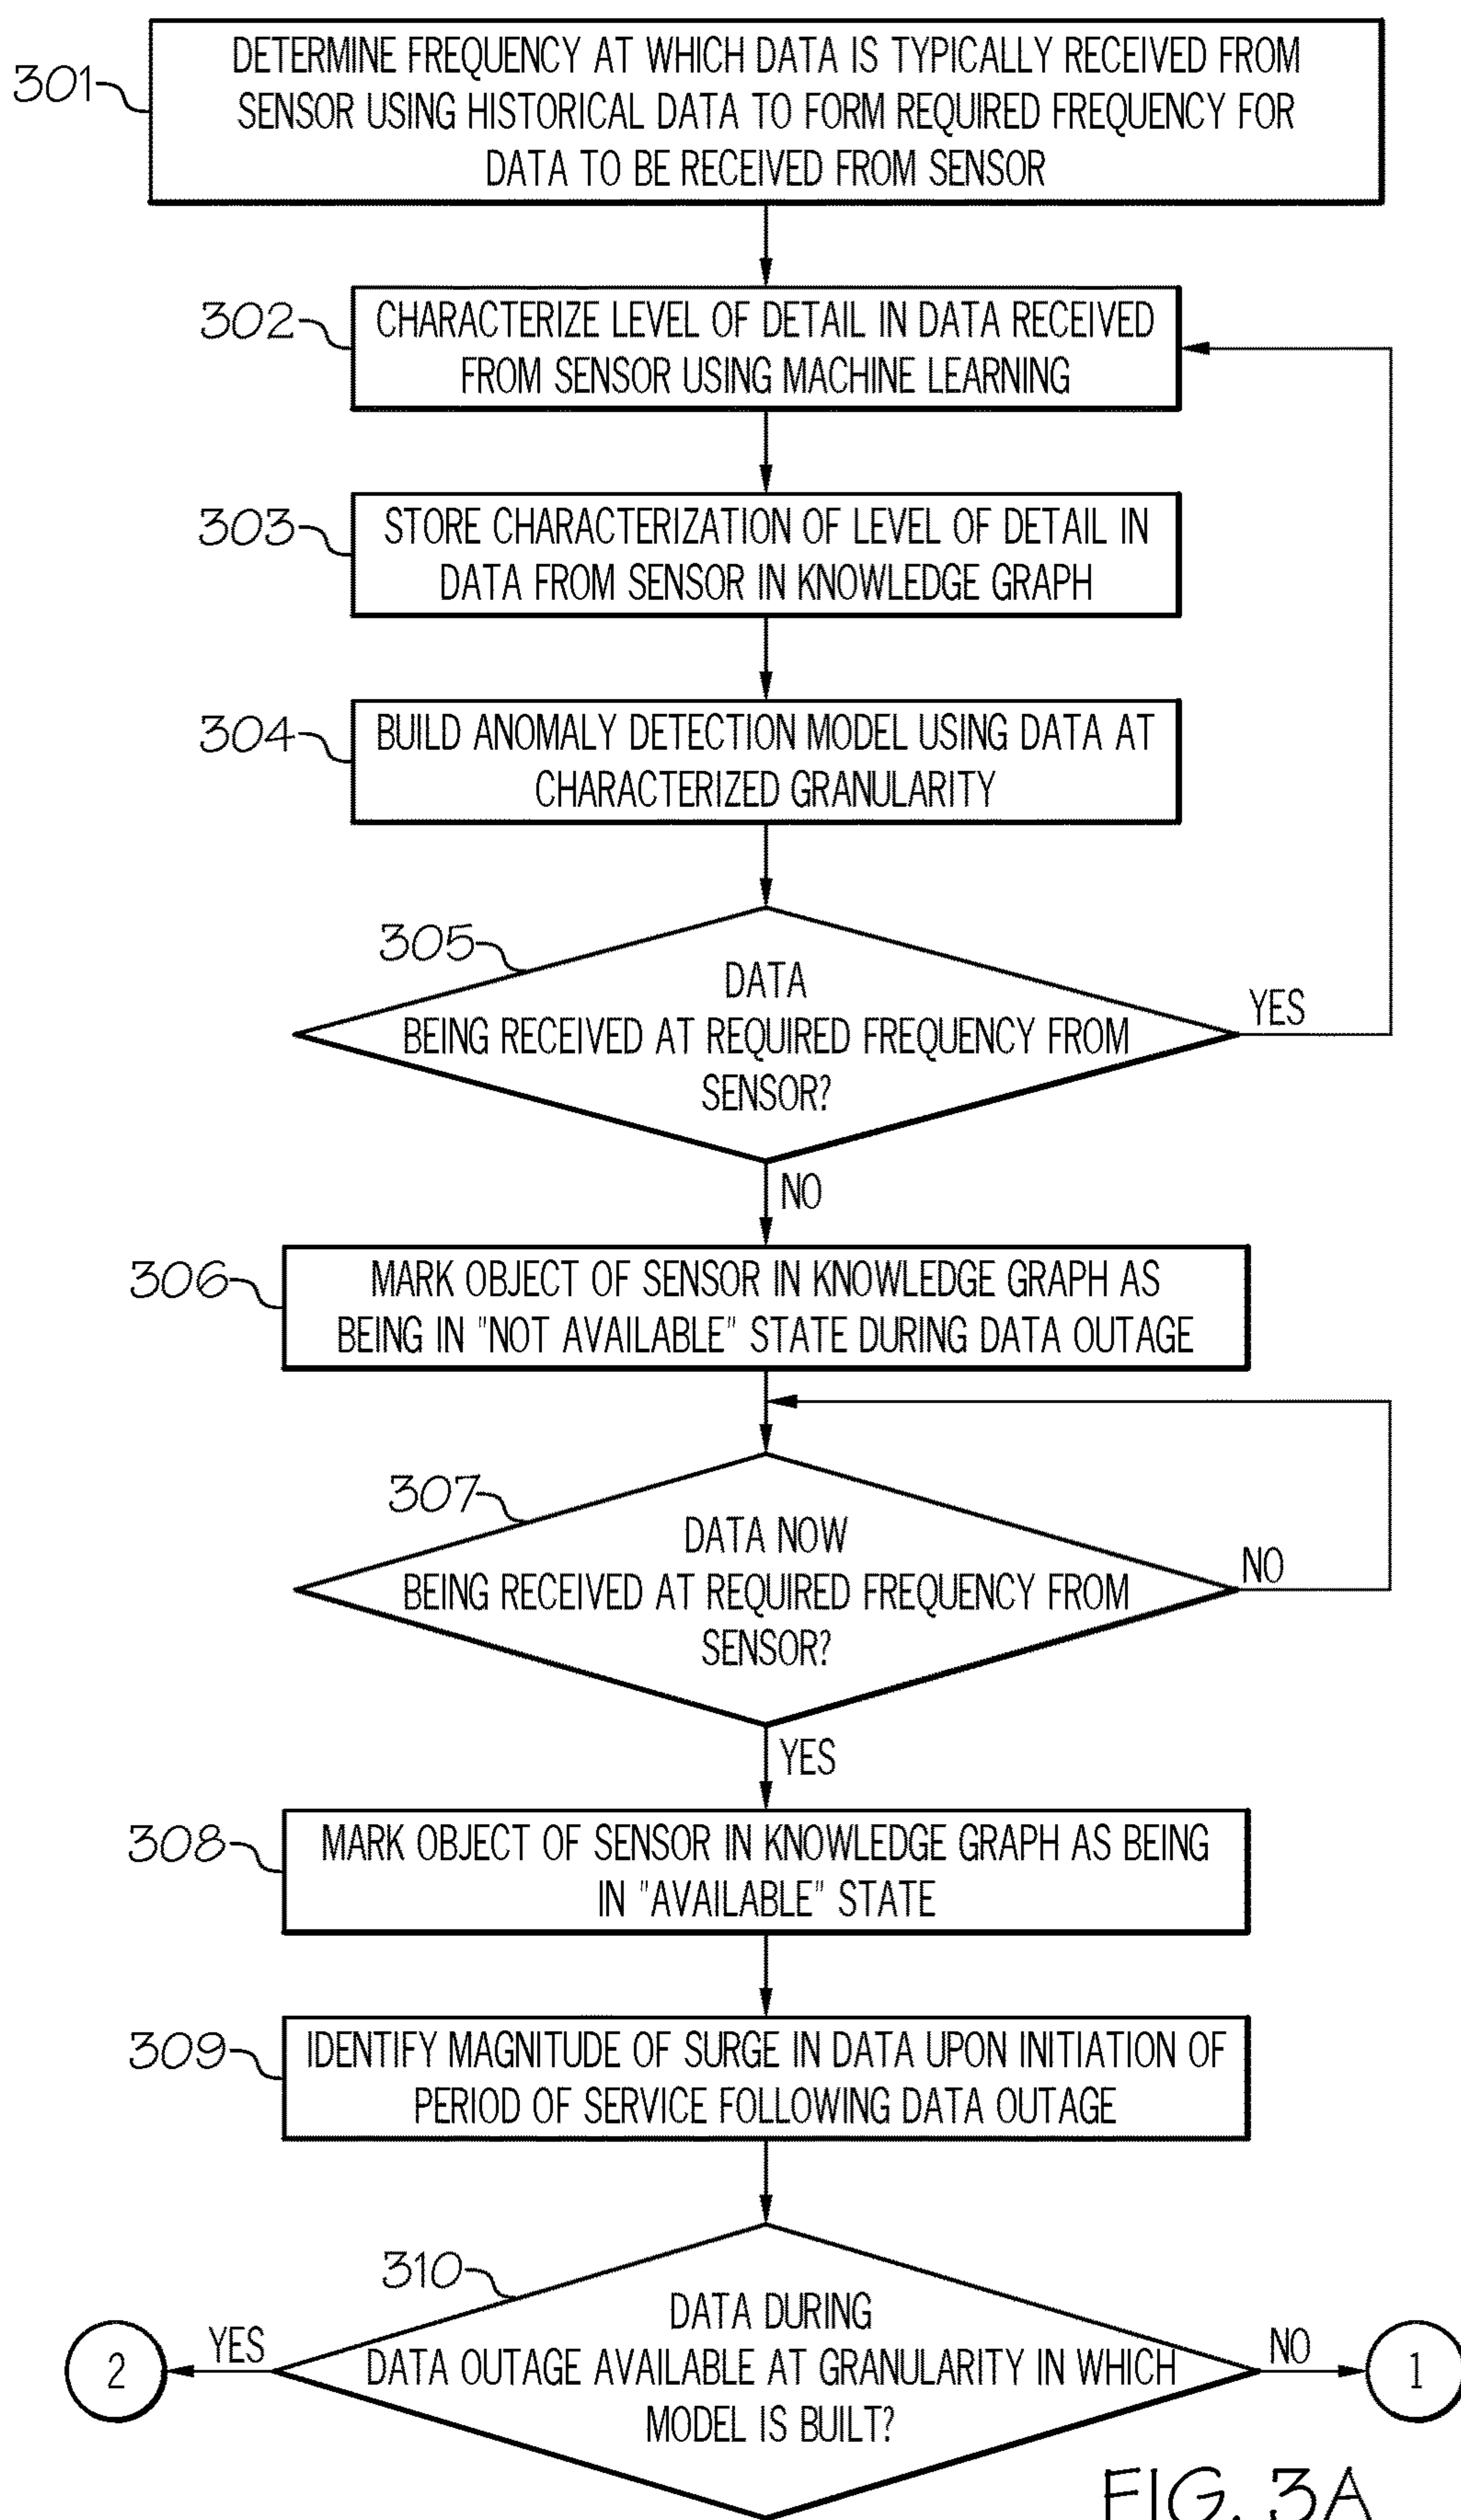 301
DETERMINE FREQUENCY AT WHICH DATA IS TYPICALLY RECEIVED FROM
SENSOR USING HISTORICAL DATA TO FORM REQUIRED FREQUENCY FOR
DATA TO BE RECEIVED FROM SENSOR
302
CHARACTERIZE LEVEL OF DETAIL IN DATA RECEIVED
FROM SENSOR USING MACHINE LEARNING
303
STORE CHARACTERIZATION OF LEVEL OF DETAIL IN
DATA FROM SENSOR IN KNOWLEDGE GRAPH
304
BUILD ANOMALY DETECTION MODEL USING DATA AT
CHARACTERIZED GRANULARITY
305
DATA
BEING RECEIVED AT REQUIRED FREQUENCY FROM
SENSOR?
YES
NO
306
MARK OBJECT OF SENSOR IN KNOWLEDGE GRAPH AS
BEING IN "NOT AVAILABLE" STATE DURING DATA OUTAGE
307
DATA NOW
BEING RECEIVED AT REQUIRED FREQUENCY FROM
SENSOR?
NO
YES
308
MARK OBJECT OF SENSOR IN KNOWLEDGE GRAPH AS BEING
IN "AVAILABLE" STATE
309
IDENTIFY MAGNITUDE OF SURGE IN DATA UPON INITIATION OF
PERIOD OF SERVICE FOLLOWING DATA OUTAGE
310
DATA DURING
DATA OUTAGE AVAILABLE AT GRANULARITY IN WHICH
MODEL IS BUILT?
YES
2
NO
1
FIG. 3A